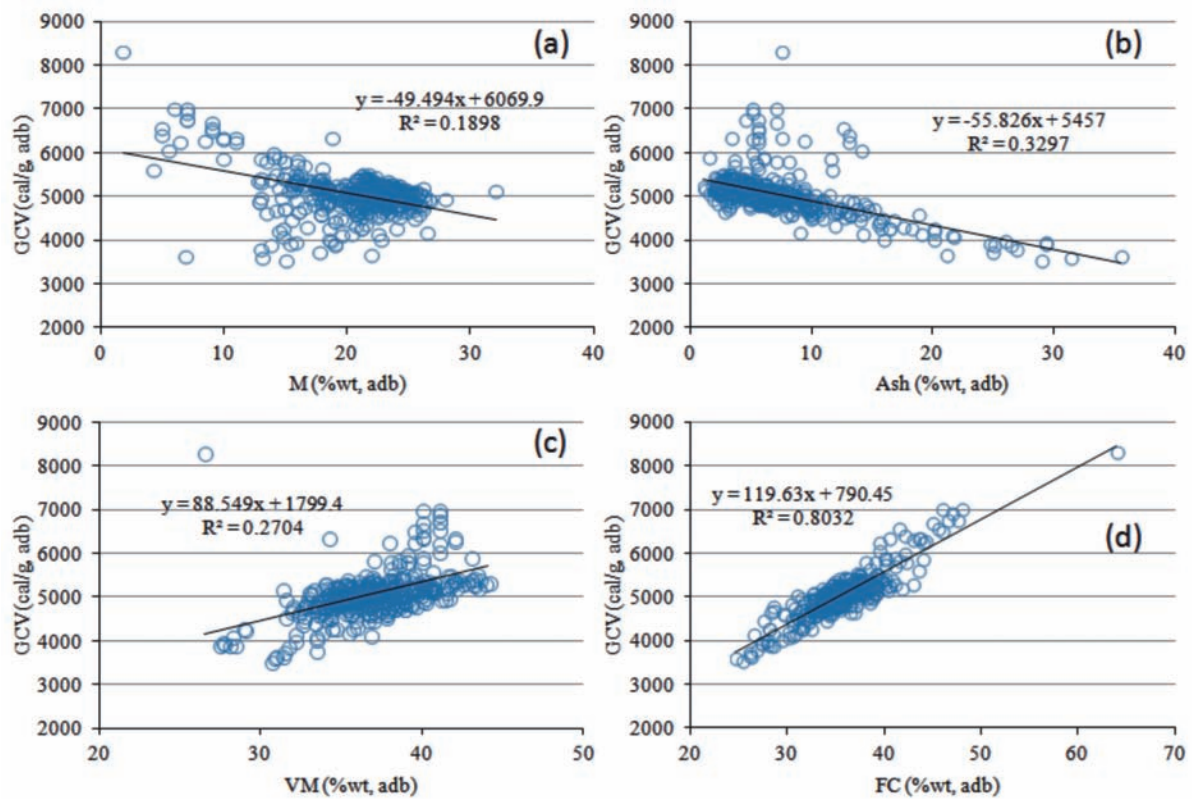 (a)
y = -49.494x + 6069.9
R² = 0.1898
9000
8000
7000
6000
5000
4000
3000
2000
GCV (cal/g, adb)
0 10 20 30 40
M (%wt, adb)
(b)
y = -55.826x + 5457
R² = 0.3297
9000
8000
7000
6000
5000
4000
3000
2000
GCV (cal/g, adb)
0 10 20 30 40
Ash (%wt, adb)
(c)
y = 88.549x + 1799.4
R² = 0.2704
9000
8000
7000
6000
5000
4000
3000
2000
GCV (cal/g, adb)
20 30 40 50
VM (%wt, adb)
(d)
y = 119.63x + 790.45
R² = 0.8032
9000
8000
7000
6000
5000
4000
3000
2000
GCV (cal/g, adb)
20 30 40 50 60 70
FC (%wt, adb)